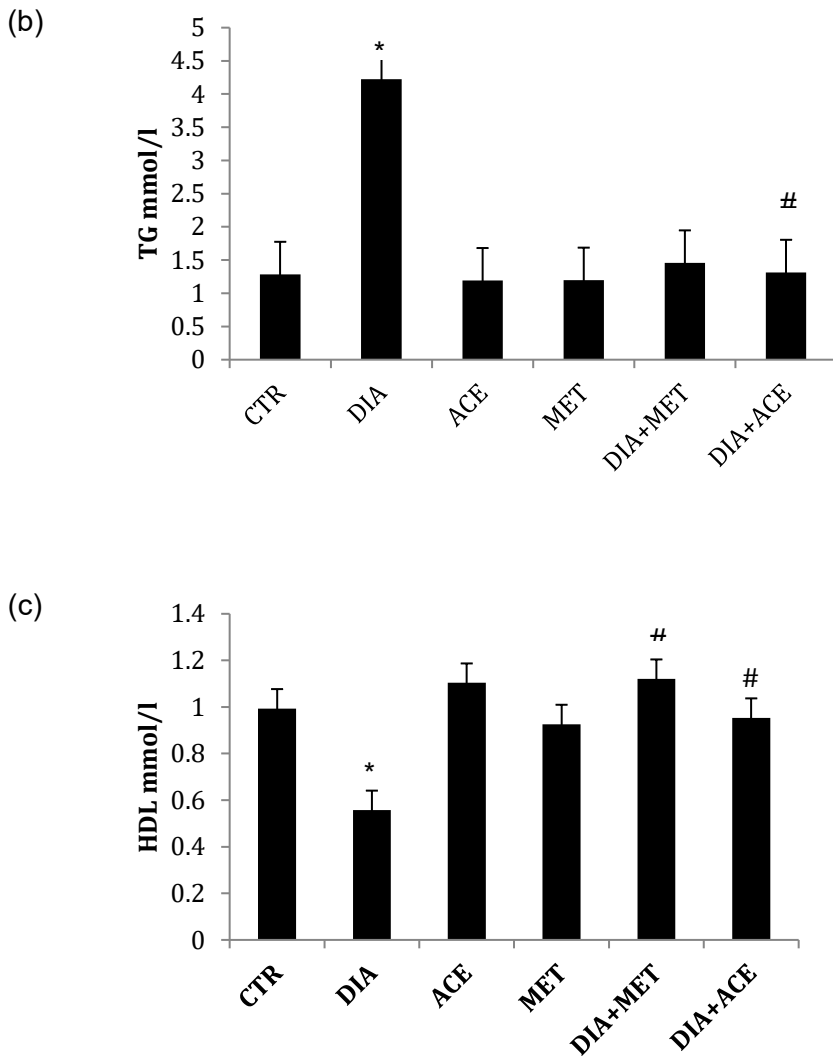 (b)
TG mmol/l
5
4.5
4
3.5
3
2.5
2
1.5
1
0.5
0
*
#
CTR
DIA
ACE
MET
DIA+MET
DIA+ACE
(c)
HDL mmol/l
1.4
1.2
1
0.8
0.6
0.4
0.2
0
*
#
#
CTR
DIA
ACE
MET
DIA+MET
DIA+ACE